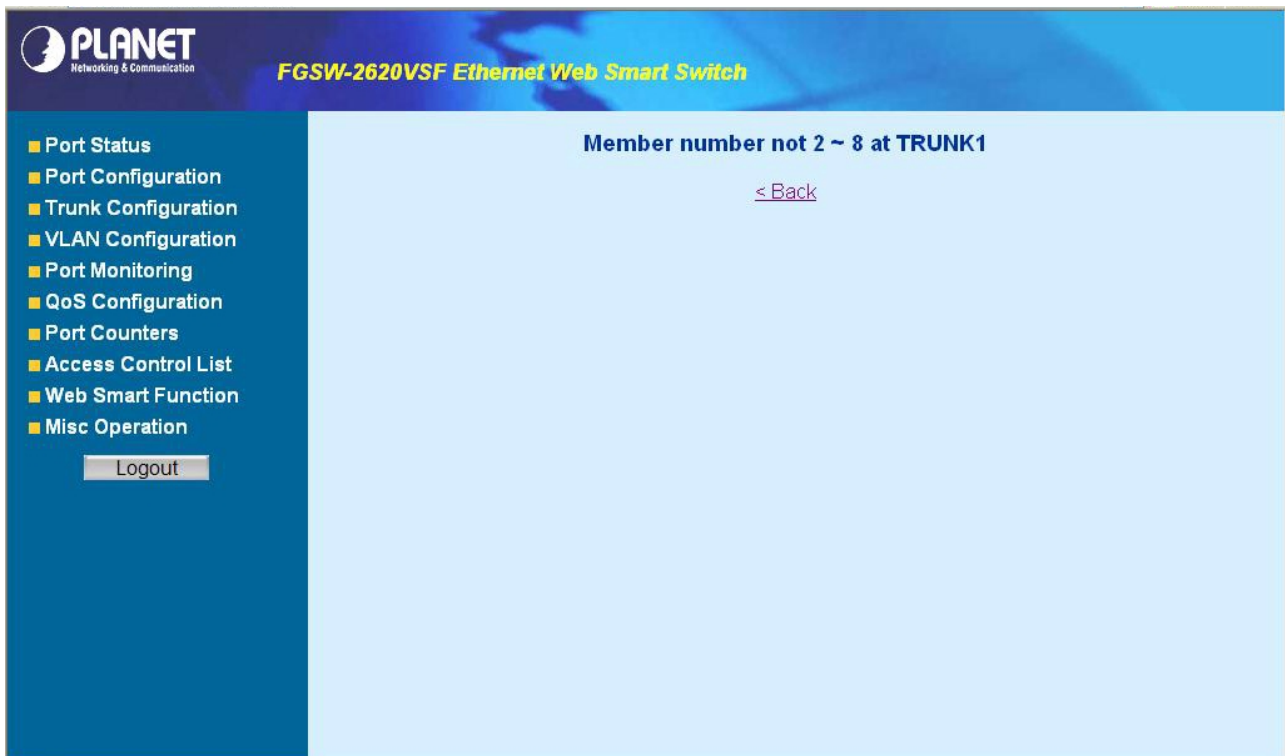 PLANET
Networking & Communication
FGSW-2620VSF Ethernet Web Smart Switch
Port Status
Port Configuration
Trunk Configuration
VLAN Configuration
Port Monitoring
QoS Configuration
Port Counters
Access Control List
Web Smart Function
Misc Operation
Logout
Member number not 2 ~ 8 at TRUNK1
< Back